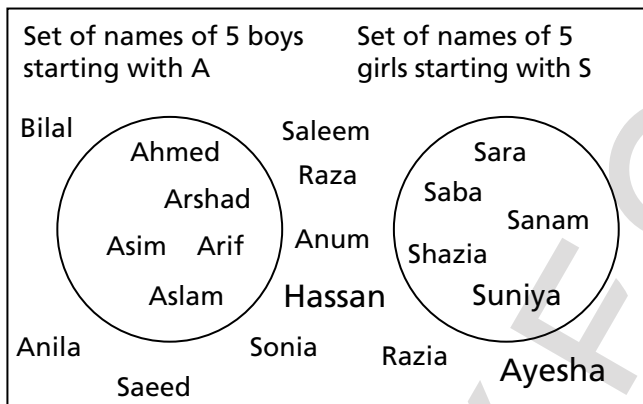 Set of names of 5 boys
starting with A
Set of names of 5
girls starting with S
Bilal
Ahmed
Arshad
Asim Arif
Aslam
Saleem
Raza
Anum
Hassan
Sara
Saba
Sanam
Shazia
Suniya
Anila
Saeed
Sonia
Razia
Ayesha